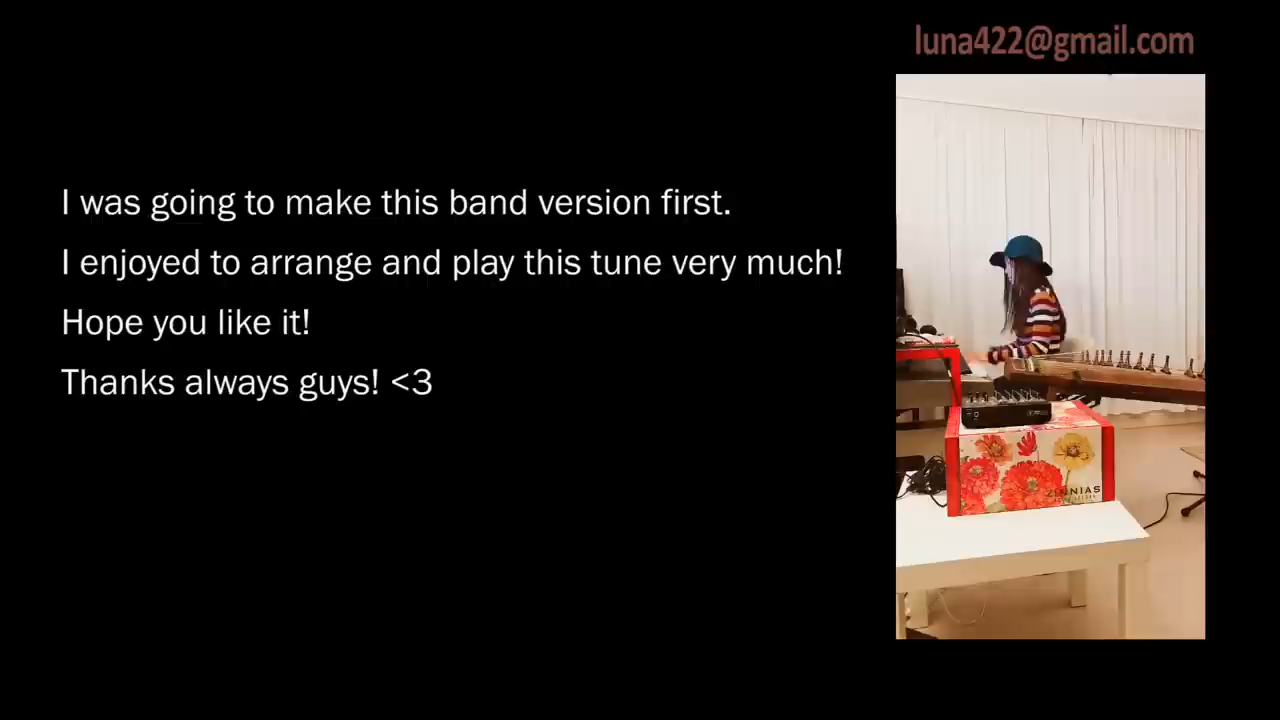 luna422@gmail.com
I was going to make this band version first.
I enjoyed to arrange and play this tune very much!
Hope you like it!
Thanks always guys! <3
ZINNIAS